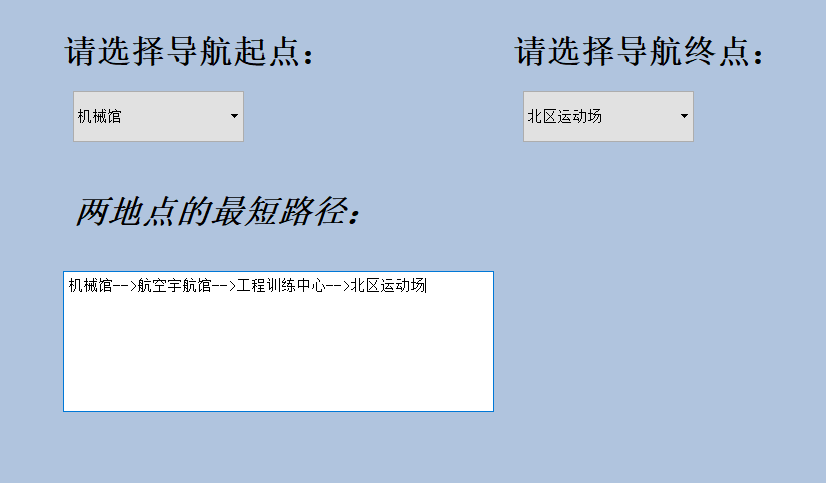 请选择导航起点：
请选择导航终点：
机械馆
北区运动场
两地点的最短路径：
机械馆-->航空宇航馆-->工程训练中心-->北区运动场